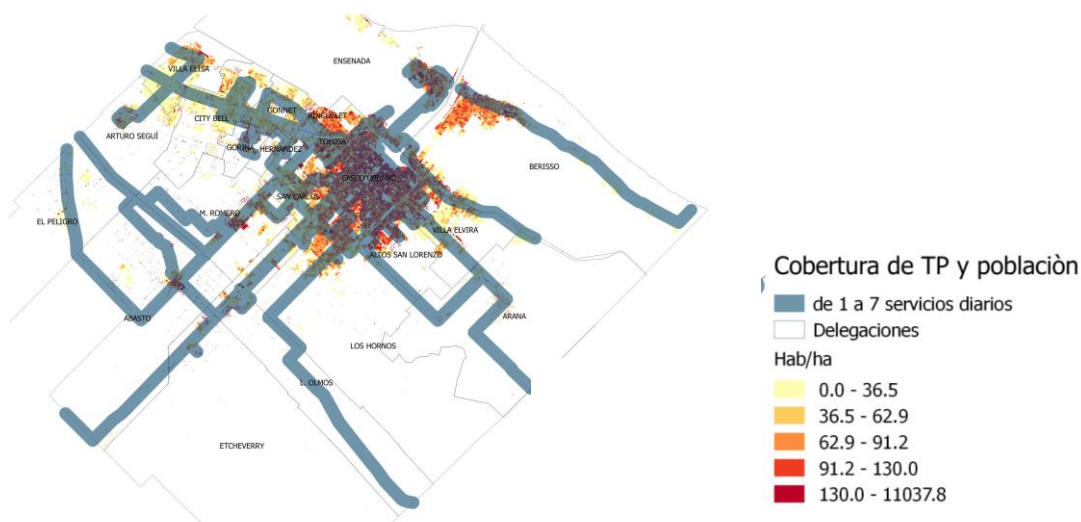 ENSENADA
VILLA ELISA
CITY BELL
GONNET
RINGUELET
ARTURO SEGUÍ
GORINA
HERNANDEZ
TOLOSA
BERISSO
CASCO URBANO
SAN CARLOS
M. ROMERO
EL PELIGRO
VILLA ELVIRA
ALTOS SAN LORENZO
ABASTO
ARANA
LOS HORNOS
L. OLMOS
ETCHEVERRY
Cobertura de TP y poblaciòn
de 1 a 7 servicios diarios
Delegaciones
Hab/ha
0.0 - 36.5
36.5 - 62.9
62.9 - 91.2
91.2 - 130.0
130.0 - 11037.8